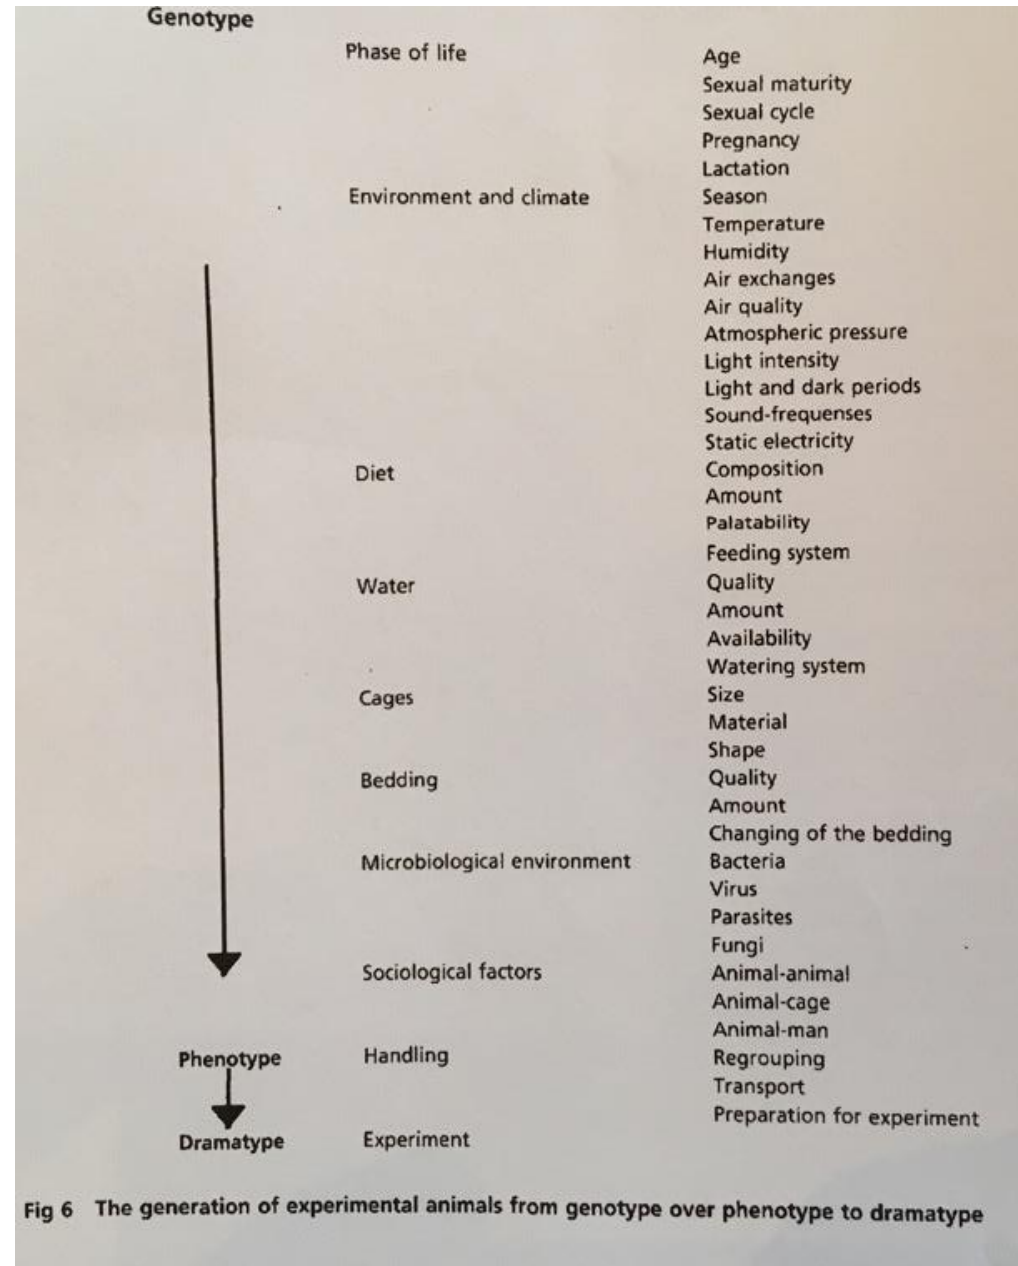 Genotype
Phase of life Age
Sexual maturity
Sexual cycle
Pregnancy
Lactation
Environment and climate Season
Temperature
Humidity
Air exchanges
Air quality
Atmospheric pressure
Light intensity
Light and dark periods
Sound-frequenses
Static electricity
Diet Composition
Amount
Palatability
Feeding system
Water Quality
Amount
Availability
Watering system
Cages Size
Material
Shape
Bedding Quality
Amount
Changing of the bedding
Microbiological environment Bacteria
Virus
Parasites
Fungi
Sociological factors Animal-animal
Animal-cage
Animal-man
Phenotype Handling Regrouping
Transport
Preparation for experiment
Dramatype Experiment
Fig 6 The generation of experimental animals from genotype over phenotype to dramatype